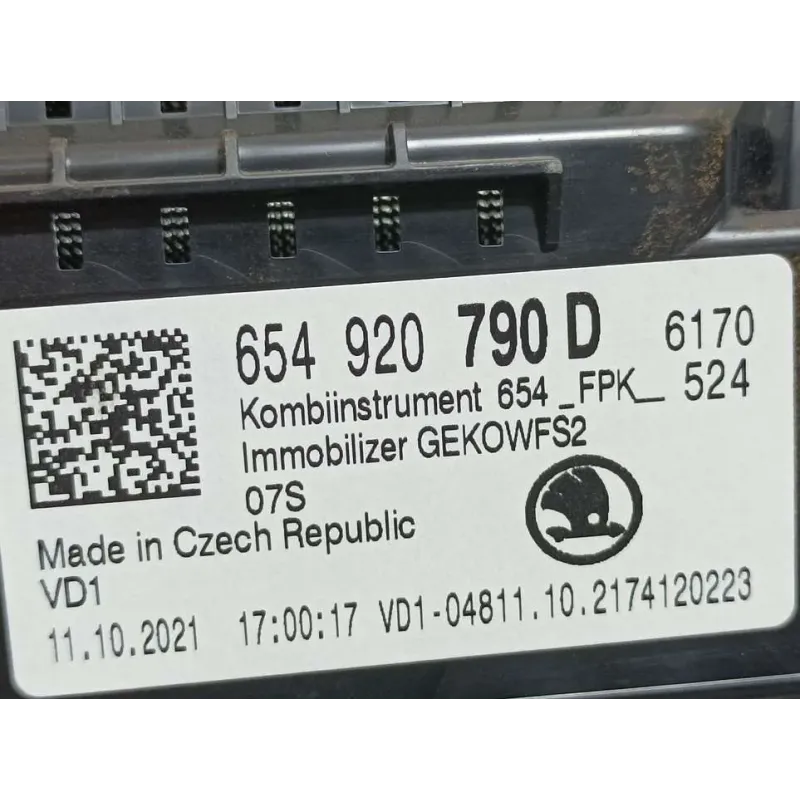 654 920 790 D 6170
Kombiinstrument 654 _FPK_ 524
Immobilizer GEKOWFS2
07S
Made in Czech Republic
VD1
11.10.2021 17:00:17 VD1-04811.10.2174120223